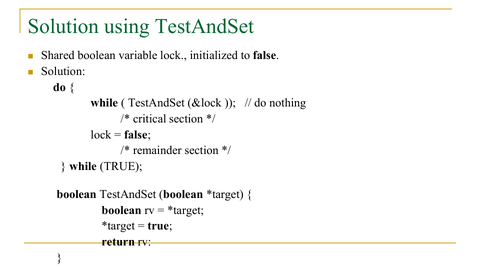 Solution using TestAndSet
Shared boolean variable lock., initialized to false.
Solution:
do {
while ( TestAndSet (&lock )); // do nothing
/* critical section */
lock = false;
/* remainder section */
} while (TRUE);
boolean TestAndSet (boolean *target) {
boolean rv = *target;
*target = true;
return rv:
}